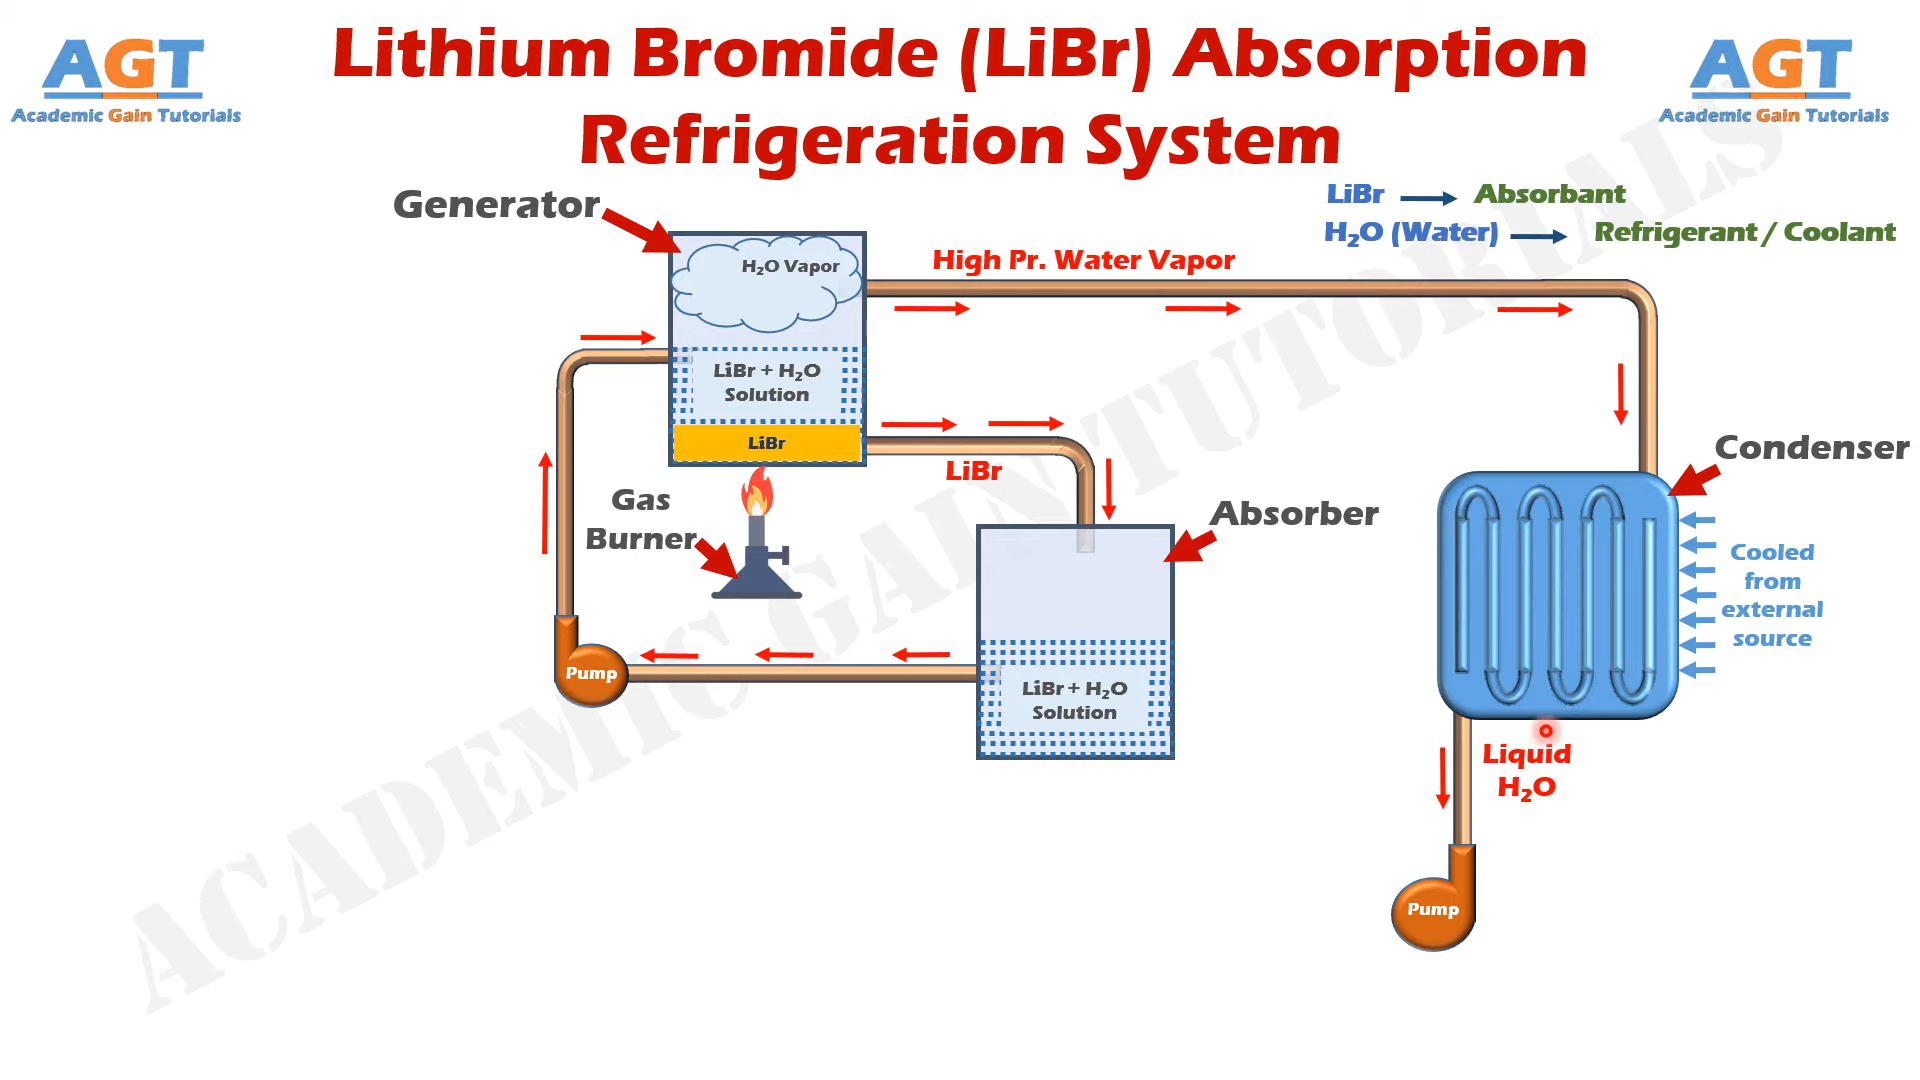 AGT
Academic Gain Tutorials
Lithium Bromide (LiBr) Absorption
Refrigeration System
AGT
Academic Gain Tutorials
LiBr → Absorbant
H₂O (Water) → Refrigerant / Coolant
Generator
H₂O Vapor
High Pr. Water Vapor
LiBr + H₂O
Solution
LiBr
LiBr
Gas
Burner
Absorber
Condenser
Cooled
from
external
source
Pump
LiBr + H₂O
Solution
Liquid
H₂O
Pump
ACADEMIC GAIN TUTORIALS